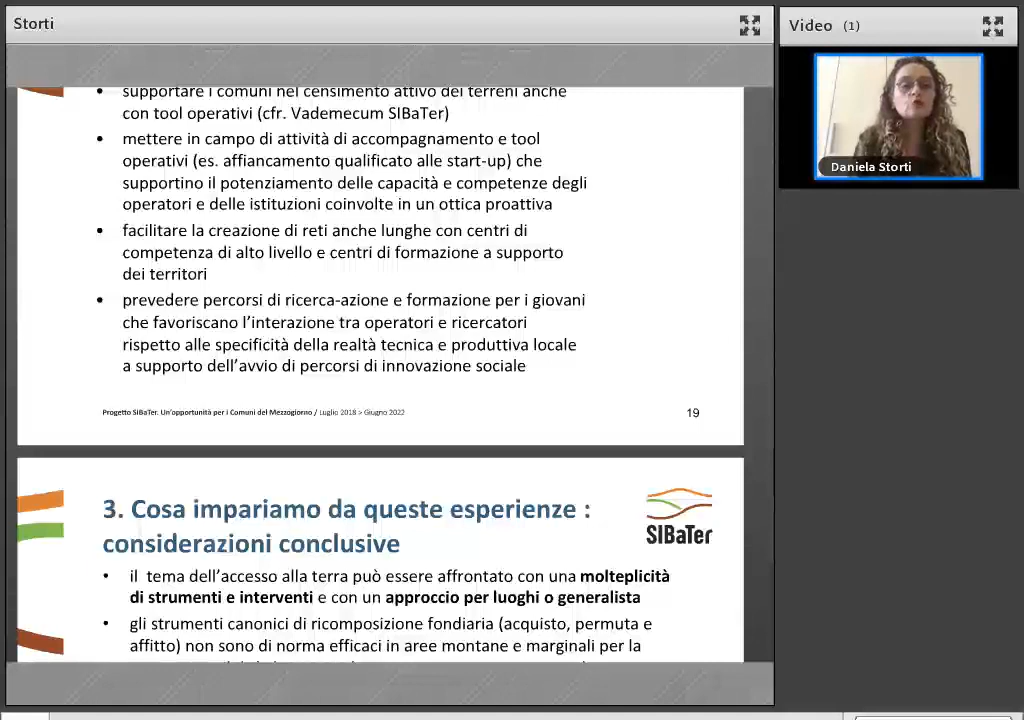 Storti
Video (1)
Daniela Storti
• supportare i comuni nel censimento attivo dei terreni anche
con tool operativi (cfr. Vademecum SIBaTer)
• mettere in campo di attività di accompagnamento e tool
operativi (es. affiancamento qualificato alle start-up) che
supportino il potenziamento delle capacità e competenze degli
operatori e delle istituzioni coinvolte in un ottica proattiva
• facilitare la creazione di reti anche lunghe con centri di
competenza di alto livello e centri di formazione a supporto
dei territori
• prevedere percorsi di ricerca-azione e formazione per i giovani
che favoriscano l’interazione tra operatori e ricercatori
rispetto alle specificità della realtà tecnica e produttiva locale
a supporto dell’avvio di percorsi di innovazione sociale
Progetto SIBaTer. Un’opportunità per i Comuni del Mezzogiorno / Luglio 2018 > Giugno 2022
19
3. Cosa impariamo da queste esperienze :
considerazioni conclusive
SIBaTer
• il tema dell’accesso alla terra può essere affrontato con una molteplicità
di strumenti e interventi e con un approccio per luoghi o generalista
• gli strumenti canonici di ricomposizione fondiaria (acquisto, permuta e
affitto) non sono di norma efficaci in aree montane e marginali per la